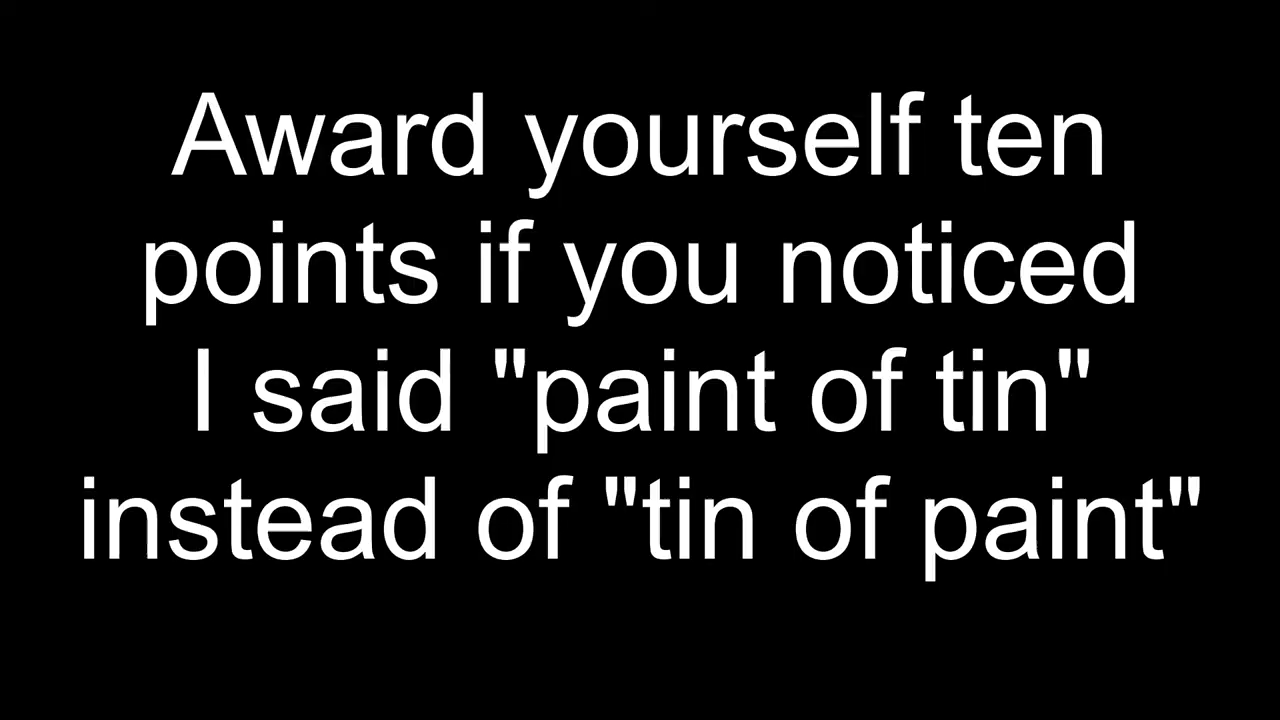 Award yourself ten
points if you noticed
I said "paint of tin"
instead of "tin of paint"